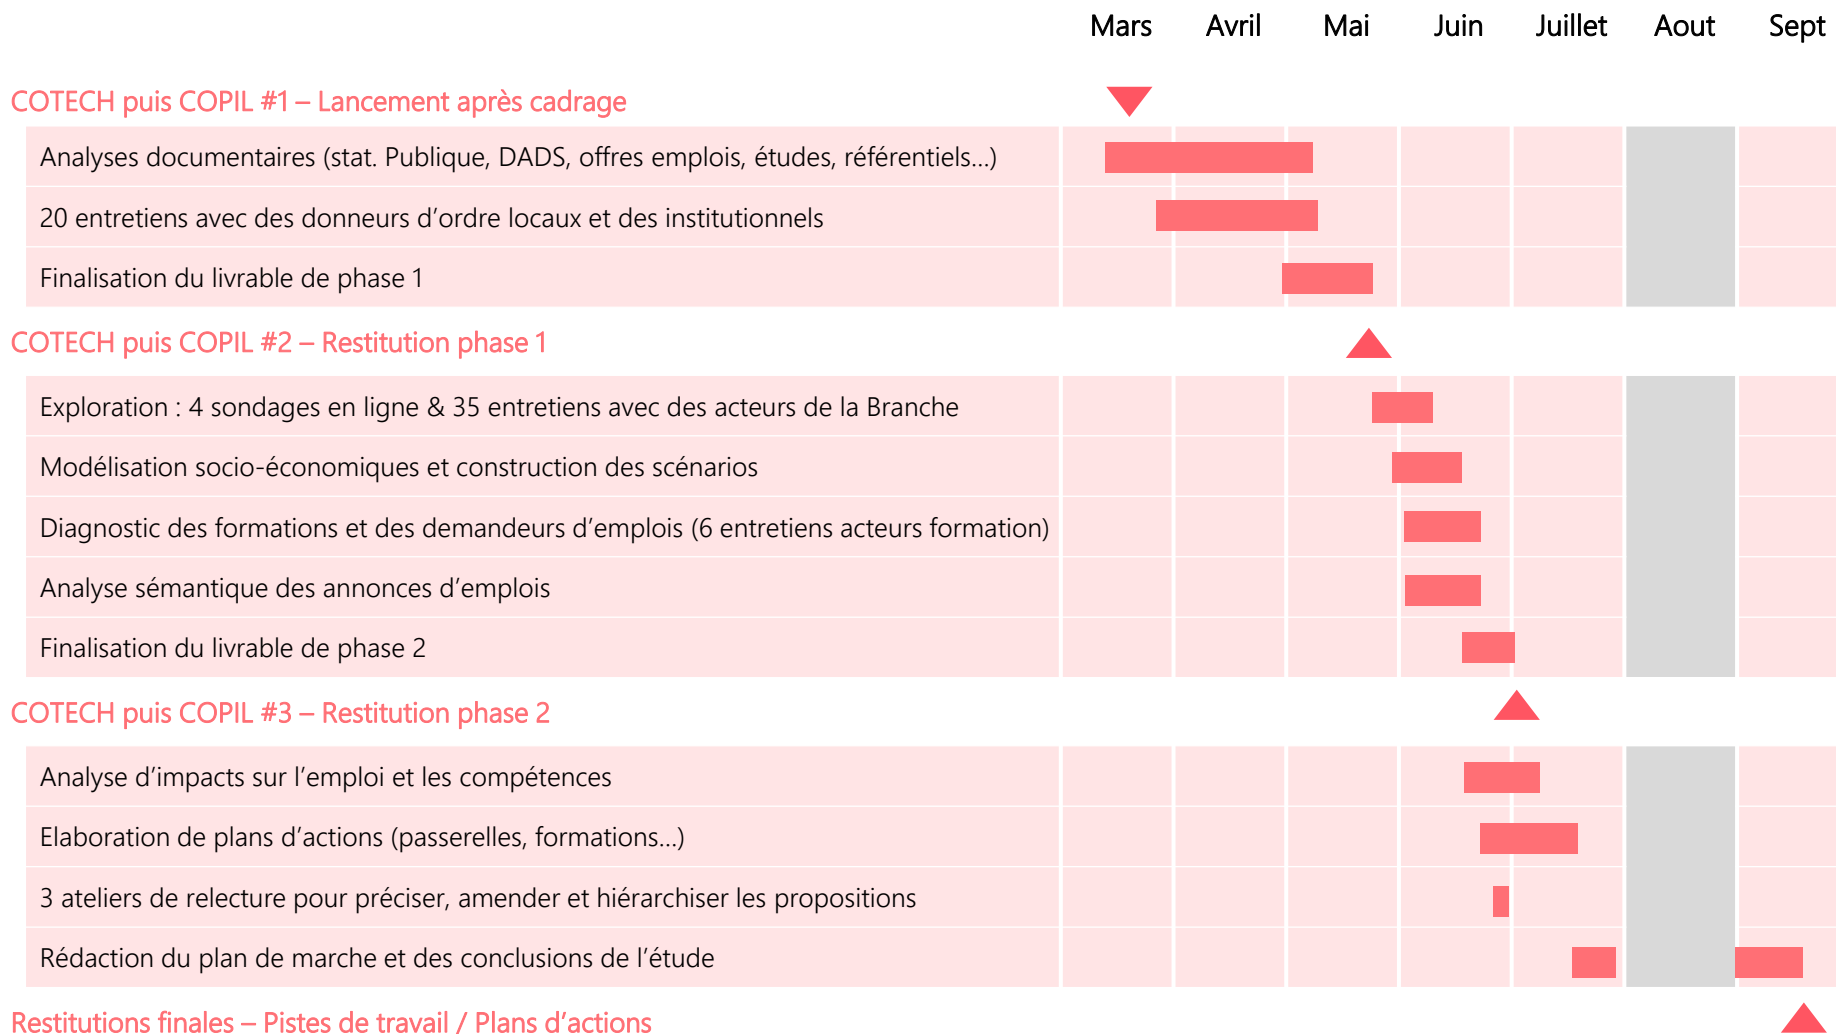 Mars Avril Mai Juin Juillet Aout Sept
COTECH puis COPIL #1 – Lancement après cadrage
Analyses documentaires (stat. Publique, DADS, offres emplois, études, référentiels…)
20 entretiens avec des donneurs d’ordre locaux et des institutionnels
Finalisation du livrable de phase 1
COTECH puis COPIL #2 – Restitution phase 1
Exploration : 4 sondages en ligne & 35 entretiens avec des acteurs de la Branche
Modélisation socio-économiques et construction des scénarios
Diagnostic des formations et des demandeurs d’emplois (6 entretiens acteurs formation)
Analyse sémantique des annonces d’emplois
Finalisation du livrable de phase 2
COTECH puis COPIL #3 – Restitution phase 2
Analyse d’impacts sur l’emploi et les compétences
Elaboration de plans d’actions (passerelles, formations…)
3 ateliers de relecture pour préciser, amender et hiérarchiser les propositions
Rédaction du plan de marche et des conclusions de l’étude
Restitutions finales – Pistes de travail / Plans d’actions